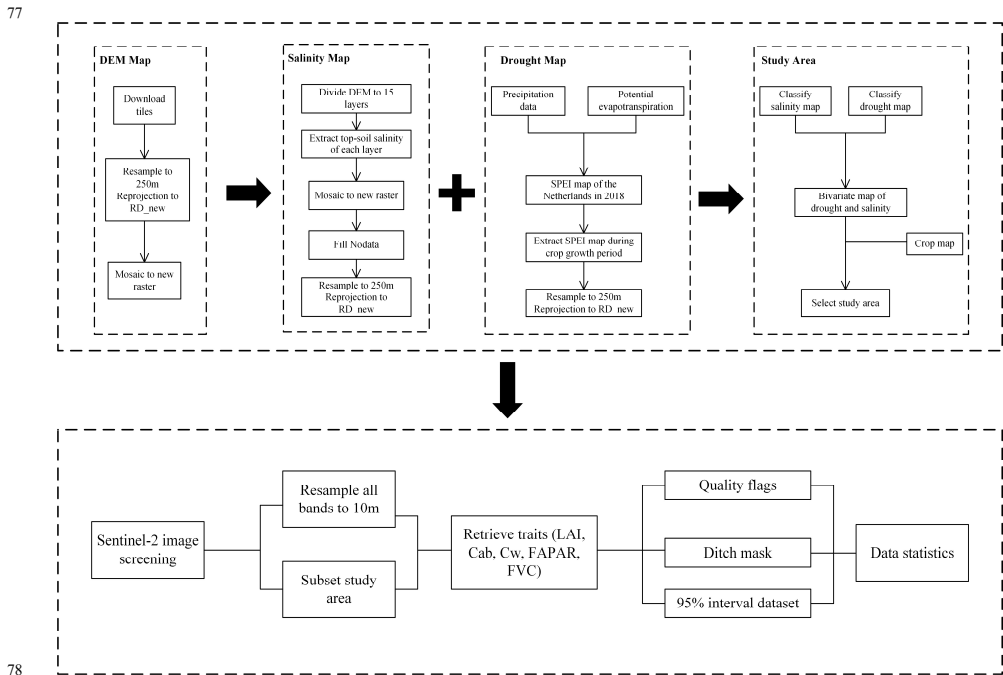 77
DEM Map
Download
tiles
Resample to
250m
Reprojection to
RD_new
Mosaic to new
raster
Salinity Map
Divide DEM to 15
layers
Extract top-soil salinity
of each layer
Mosaic to new raster
Fill Nodata
Resample to 250m
Reprojection to
RD_new
Drought Map
Precipitation
data
Potential
evapotranspiration
SPEI map of the
Netherlands in 2018
Extract SPEI map during
crop growth period
Resample to 250m
Reprojection to RD_new
Study Area
Classify
salinity map
Classify
drought map
Bivariate map of
drought and salinity
Crop map
Select study area
Sentinel-2 image
screening
Resample all
bands to 10m
Subset study
area
Retrieve traits (LAI,
Cab, Cw, FAPAR,
FVC)
Quality flags
Ditch mask
95% interval dataset
Data statistics
78